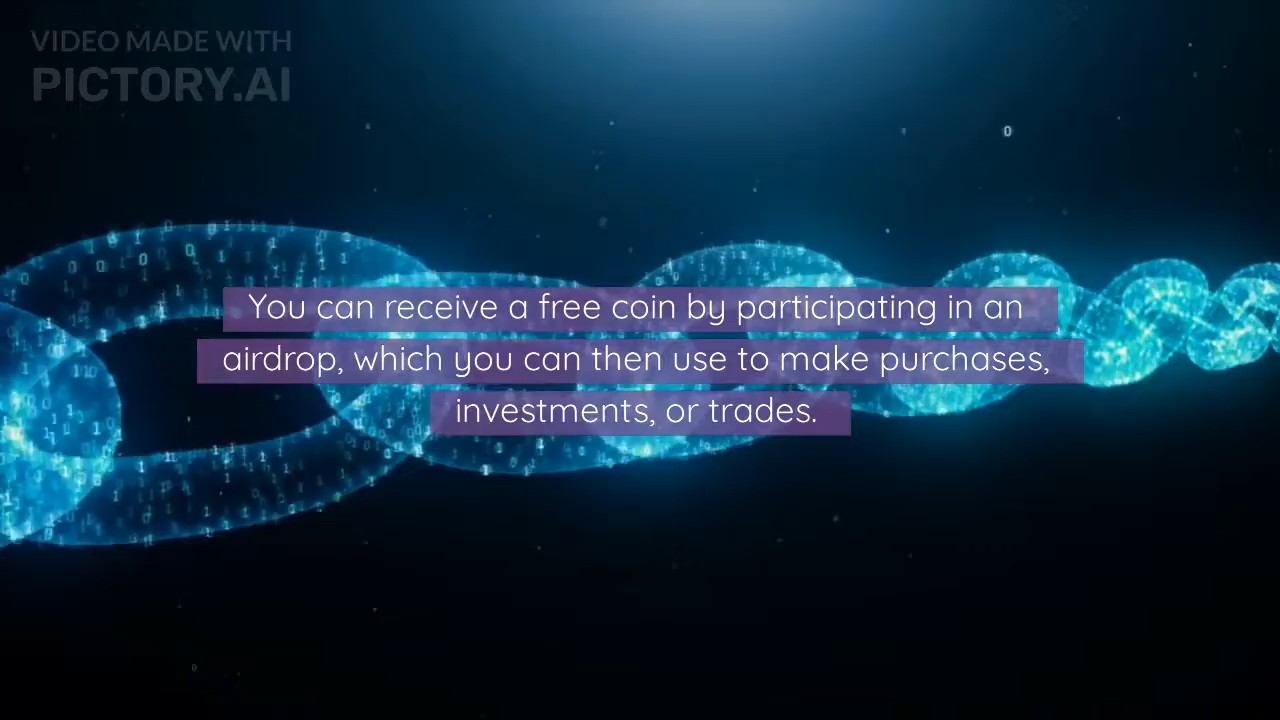 VIDEO MADE WITH
PICTORY.AI
You can receive a free coin by participating in an
airdrop, which you can then use to make purchases,
investments, or trades.